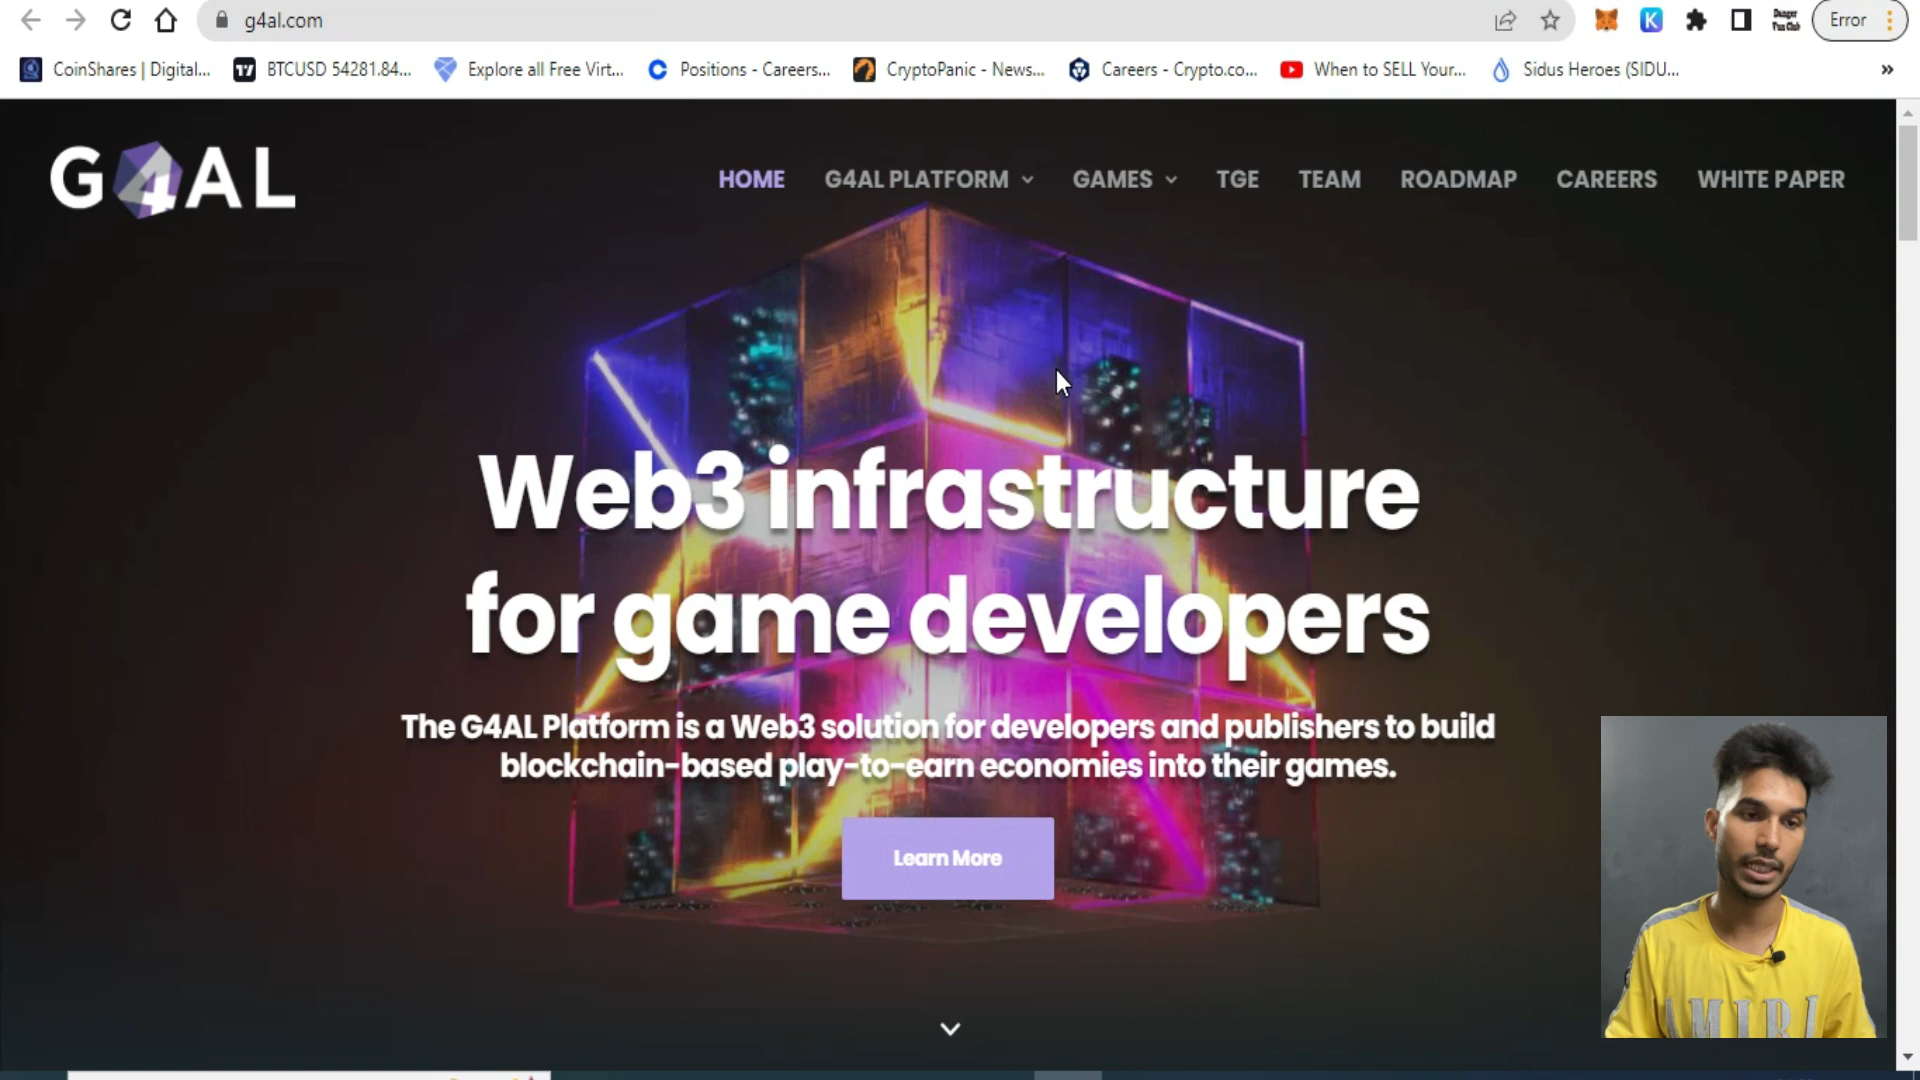 g4al.com
Error
CoinShares | Digital...
BTCUSD 54281.84...
Explore all Free Virt...
Positions - Careers...
CryptoPanic - News...
Careers - Crypto.co...
When to SELL Your...
Sidus Heroes (SIDU...
»
G4AL
HOME
G4AL PLATFORM
GAMES
TGE
TEAM
ROADMAP
CAREERS
WHITE PAPER
Web3 infrastructure
for game developers
The G4AL Platform is a Web3 solution for developers and publishers to build
blockchain-based play-to-earn economies into their games.
Learn More